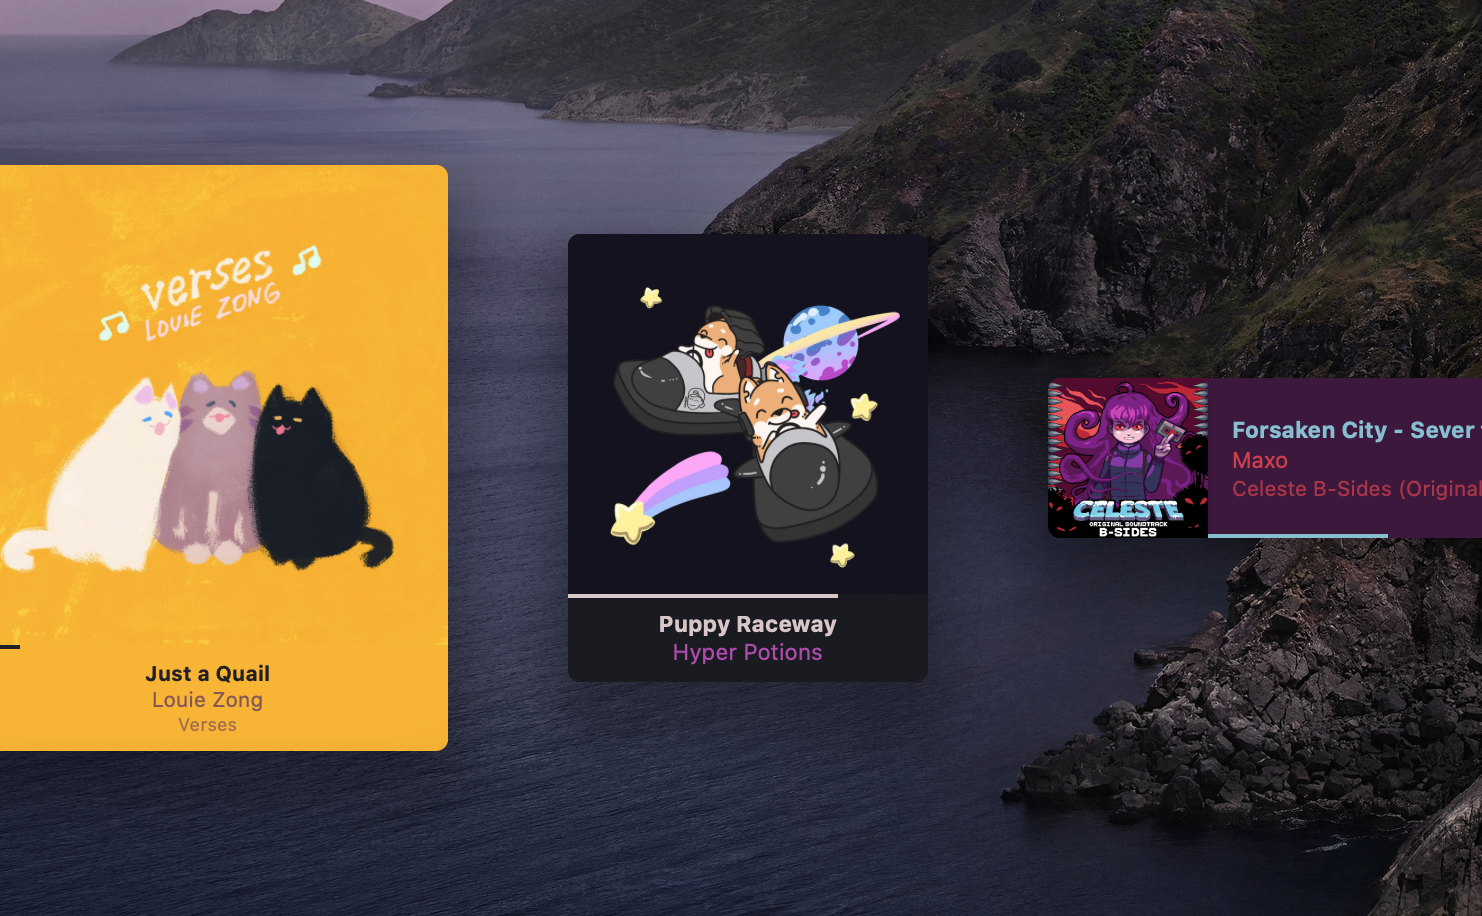 verses
LOUIE ZONG
Just a Quail
Louie Zong
Verses
Puppy Raceway
Hyper Potions
CELESTE
ORIGINAL SOUNDTRACK
B-SIDES
Forsaken City - Sever
Maxo
Celeste B-Sides (Original